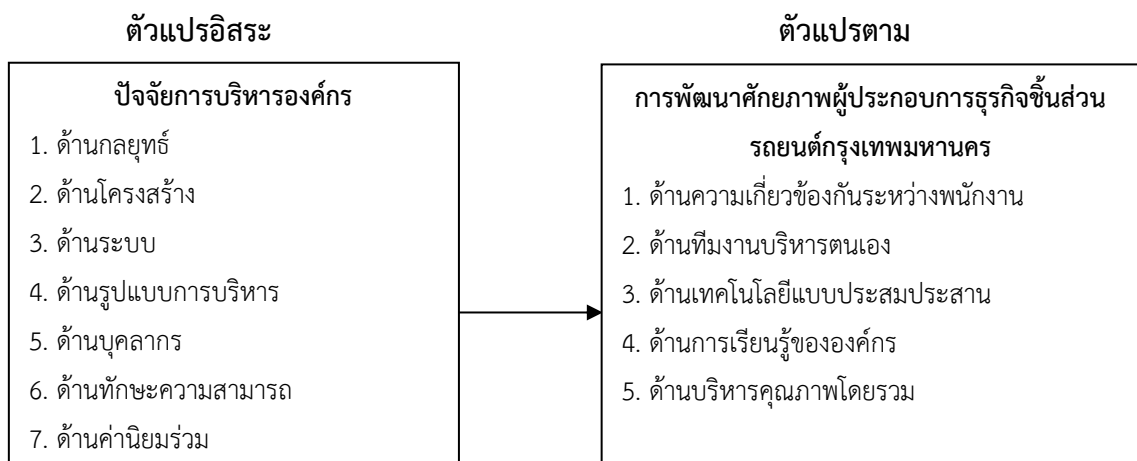 ตัวแปรอิสระ
ปัจจัยการบริหารองค์กร
1. ด้านกลยุทธ์
2. ด้านโครงสร้าง
3. ด้านระบบ
4. ด้านรูปแบบการบริหาร
5. ด้านบุคลากร
6. ด้านทักษะความสามารถ
7. ด้านค่านิยมร่วม
ตัวแปรตาม
การพัฒนาศักยภาพผู้ประกอบการธุรกิจชิ้นส่วน
รถยนต์กรุงเทพมหานคร
1. ด้านความเกี่ยวข้องกันระหว่างพนักงาน
2. ด้านทีมงานบริหารตนเอง
3. ด้านเทคโนโลยีแบบประสมประสาน
4. ด้านการเรียนรู้ขององค์กร
5. ด้านบริหารคุณภาพโดยรวม